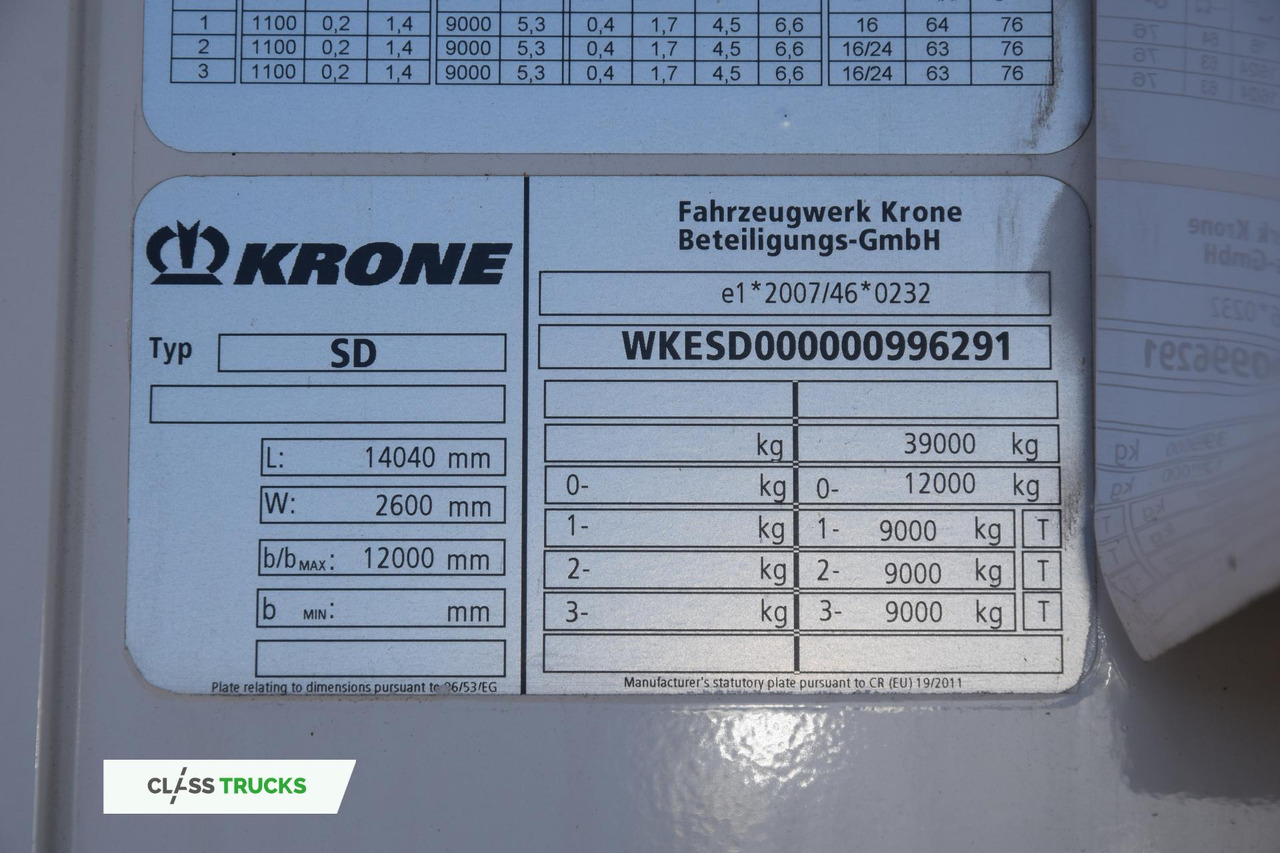 1 1100 0,2 1,4 9000 5,3 0,4 1,7 4,5 6,6 16 64 76
2 1100 0,2 1,4 9000 5,3 0,4 1,7 4,5 6,6 16/24 63 76
3 1100 0,2 1,4 9000 5,3 0,4 1,7 4,5 6,6 16/24 63 76
KRONE
Typ SD
L: 14040 mm
W: 2600 mm
b/bMAX: 12000 mm
b MIN: mm
Plate relating to dimensions pursuant to 96/53/EG
Fahrzeugwerk Krone
Beteiligungs-GmbH
e1*2007/46*0232
WKESD000000996291
kg 39000 kg
0- kg 0- 12000 kg
1- kg 1- 9000 kg T
2- kg 2- 9000 kg T
3- kg 3- 9000 kg T
Manufacturer's statutory plate pursuant to CR (EU) 19/2011
CLASS TRUCKS